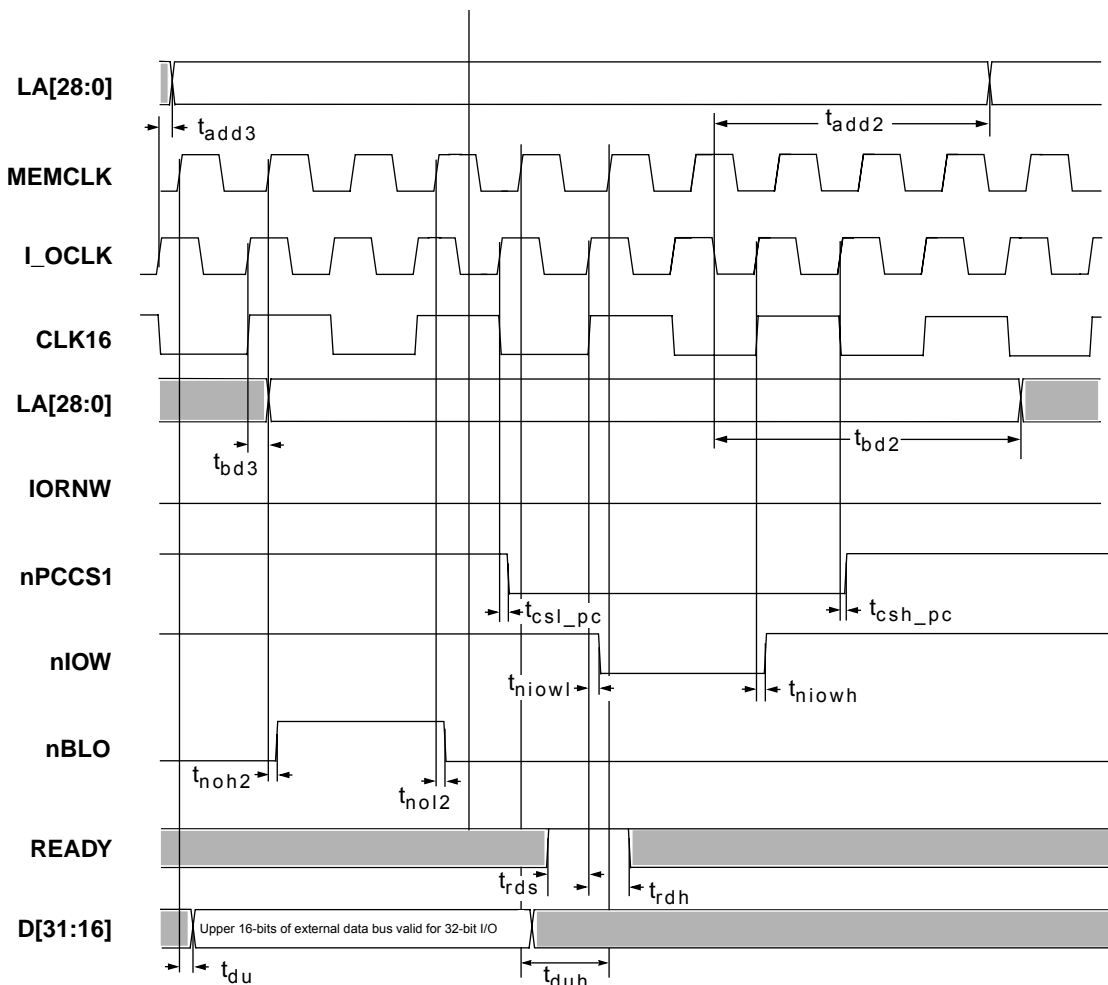 LA[28:0]
tadd3
tadd2
MEMCLK
I_OCLK
CLK16
LA[28:0]
tbd3
tbd2
IORNW
nPCCS1
tcsl_pc
tcsh_pc
nIOW
tniowl
tniowh
nBLO
tnoh2
tnol2
READY
trds
trdh
D[31:16]
Upper 16-bits of external data bus valid for 32-bit I/O
tdu
tduh